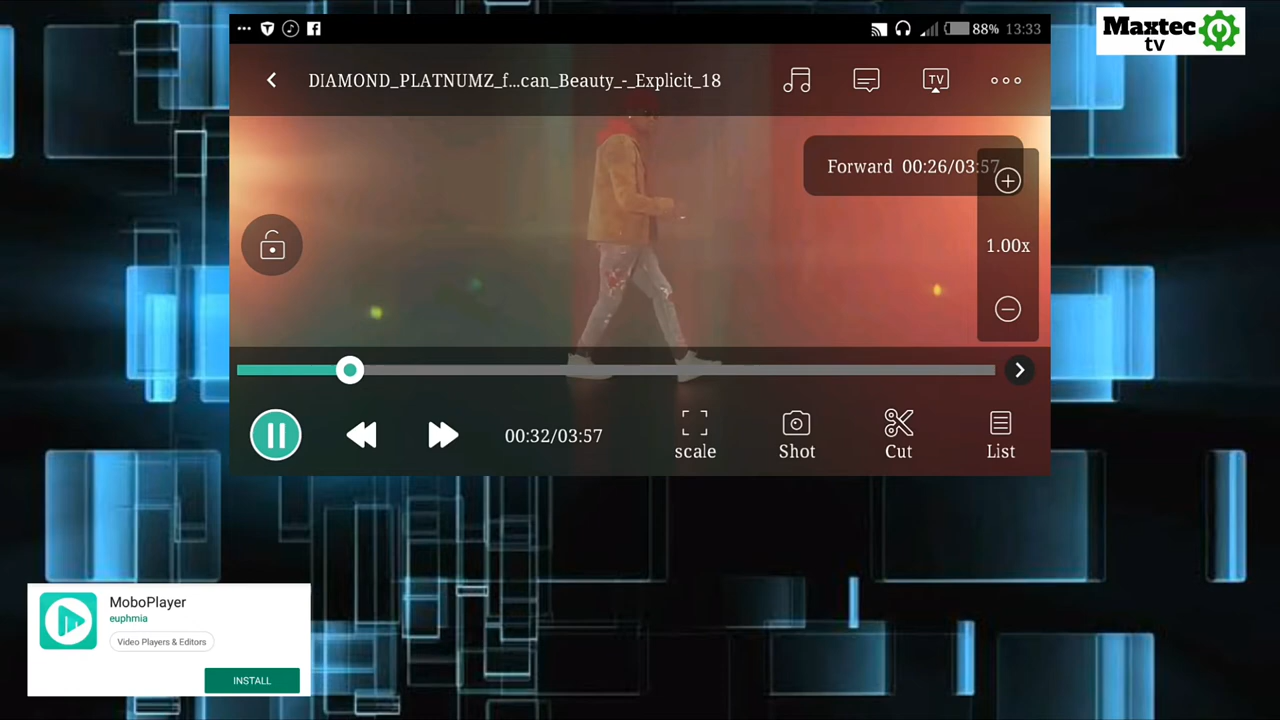 Maxtec
tv
88% 13:33
DIAMOND_PLATNUMZ_f...can_Beauty_-_Explicit_18
TV
Forward 00:26/03:57
1.00x
00:32/03:57
scale
Shot
Cut
List
MoboPlayer
euphmia
Video Players & Editors
INSTALL